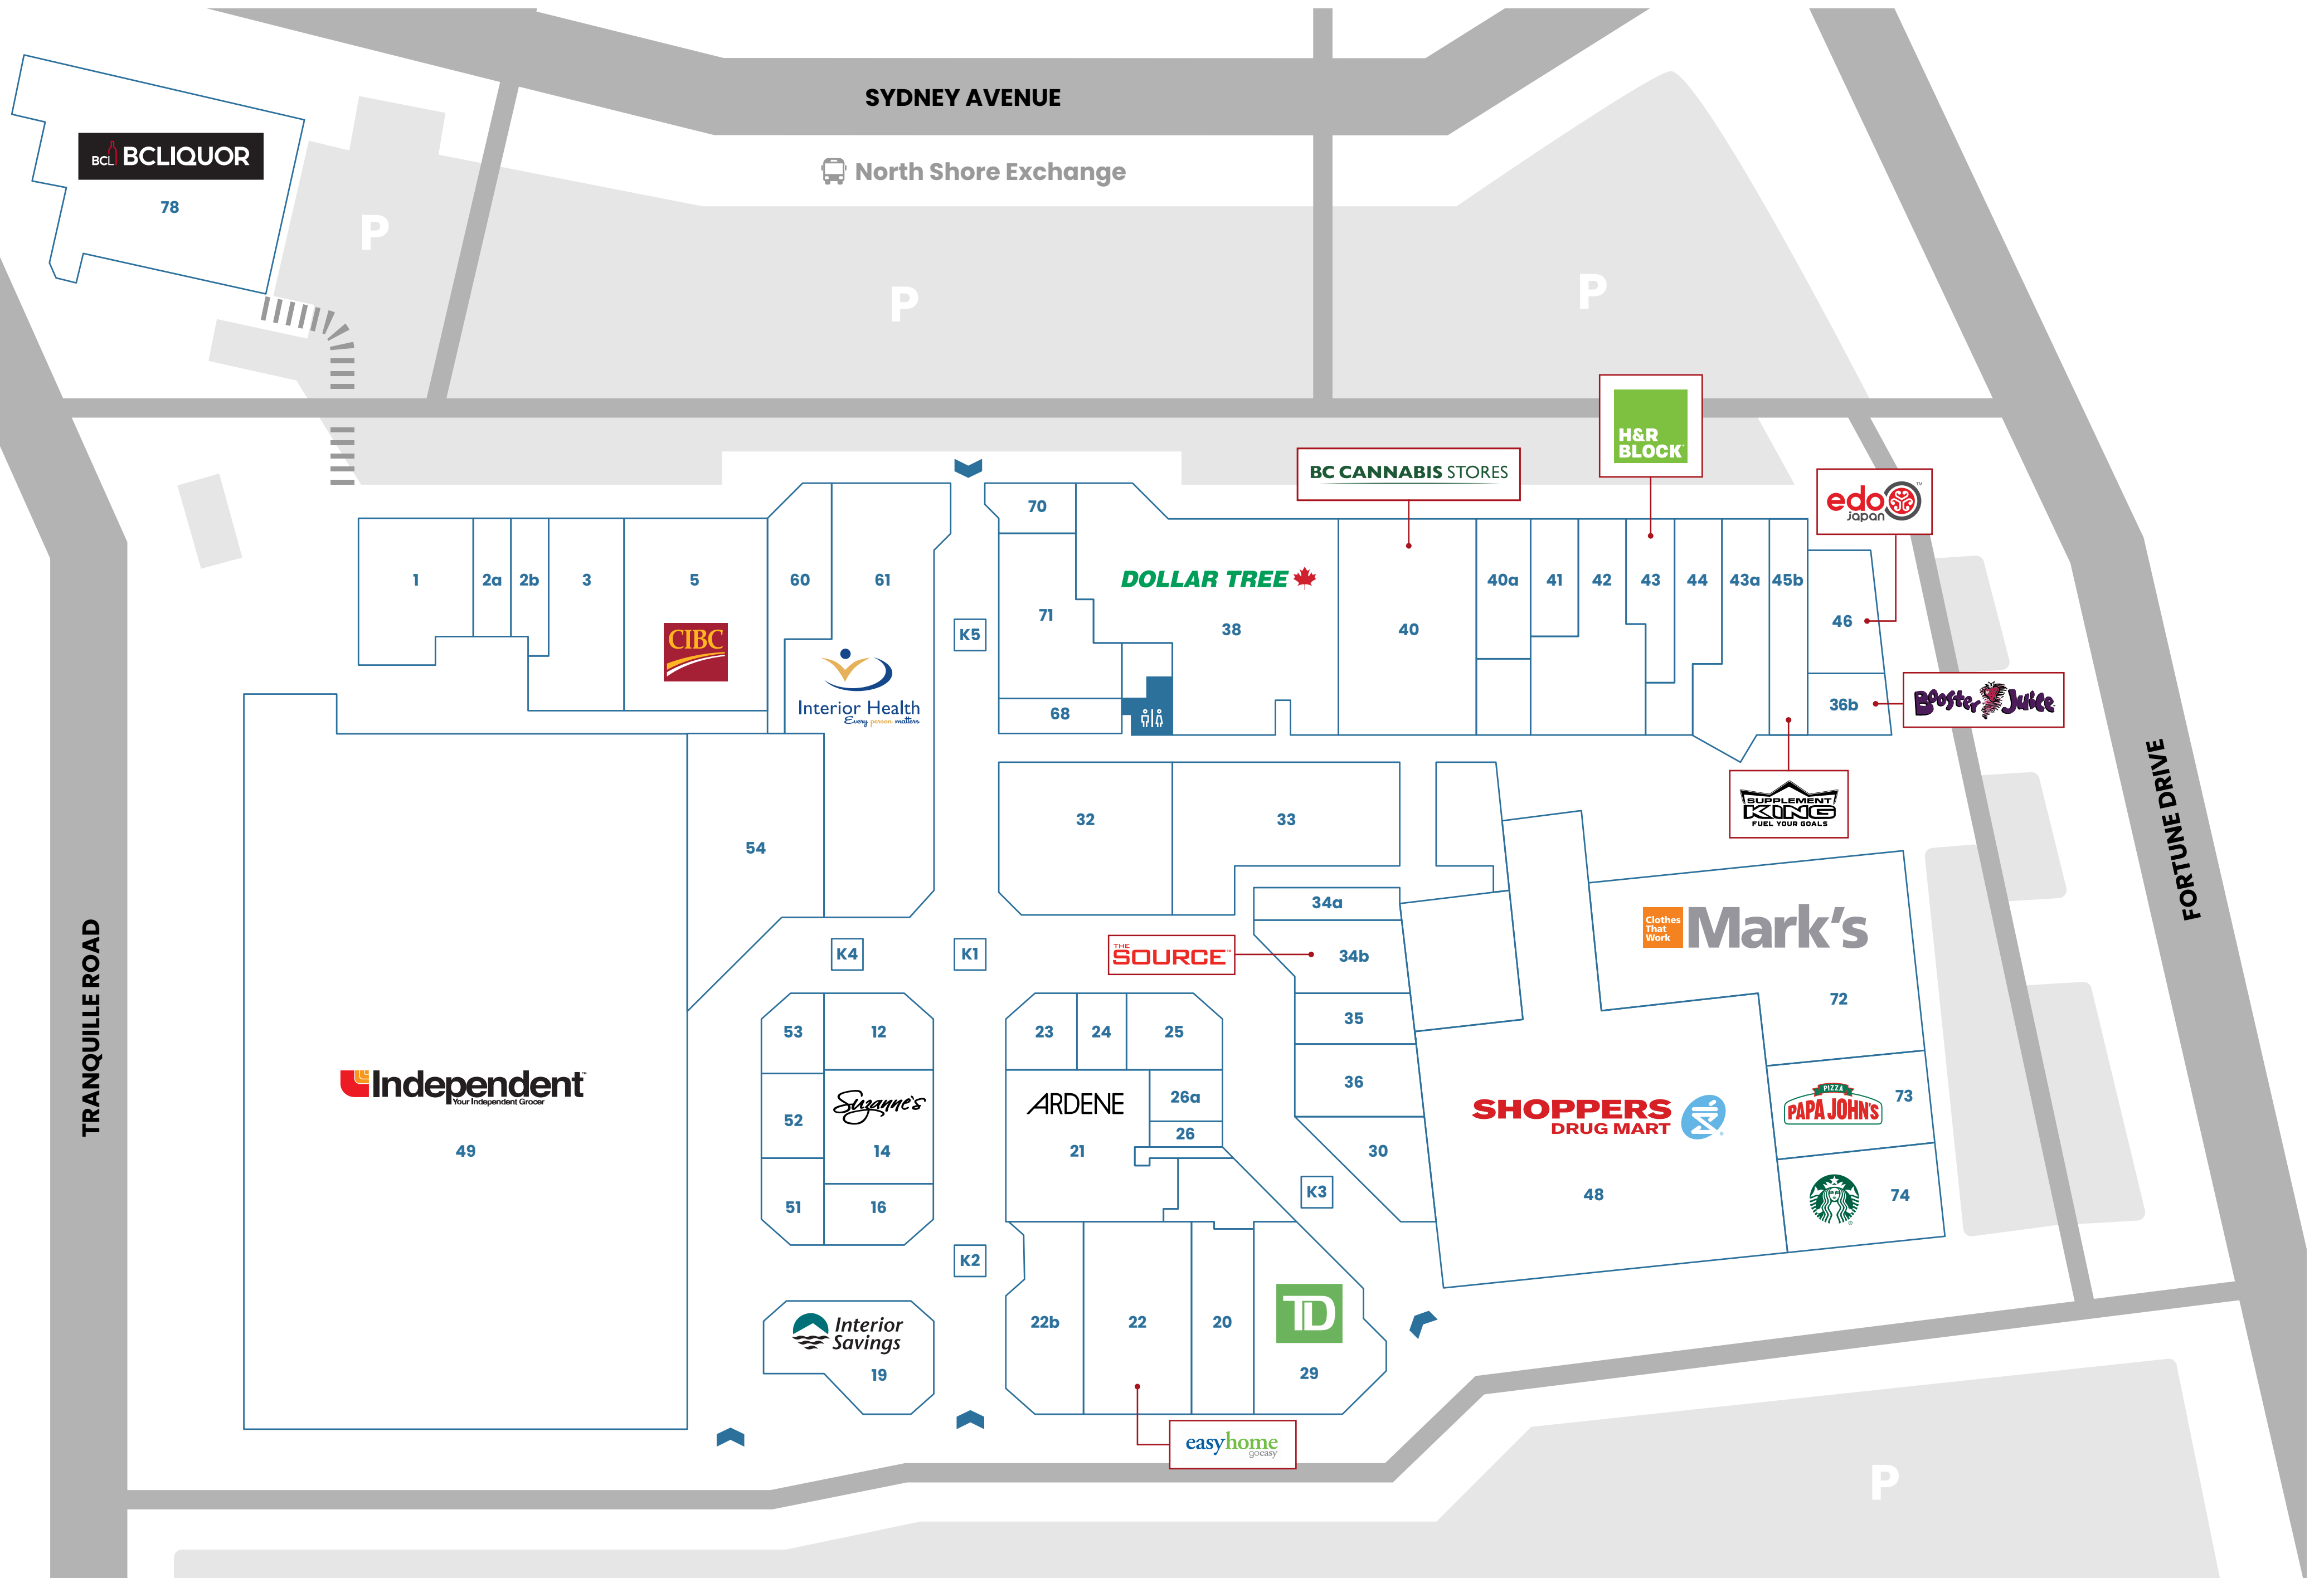 SYDNEY AVENUE
BCL BCLIQUOR
78
North Shore Exchange
P
P
P
H&R
BLOCK
BC CANNABIS STORES
edo
japan
TM
70
1
2a
2b
3
5
60
61
CIBC
Interior Health
Every person matters
K5
71
68
DOLLAR TREE
38
40
40a
41
42
43
44
43a
45b
46
36b
Booster Juice
SUPPLEMENT
KING
FUEL YOUR GOALS
FORTUNE DRIVE
TRANQUILLE ROAD
54
32
33
34a
34b
THE
SOURCE
K4
K1
Clothes
That
Work
Mark's
72
53
12
23
24
25
35
36
Independent
Your Independent Grocer
49
52
Suzanne's
14
ARDENE
21
26a
26
30
SHOPPERS
DRUG MART
48
PIZZA
PAPA JOHN'S
73
74
51
16
K3
K2
Interior
Savings
19
22b
22
20
TD
29
easyhome
goeasy
P